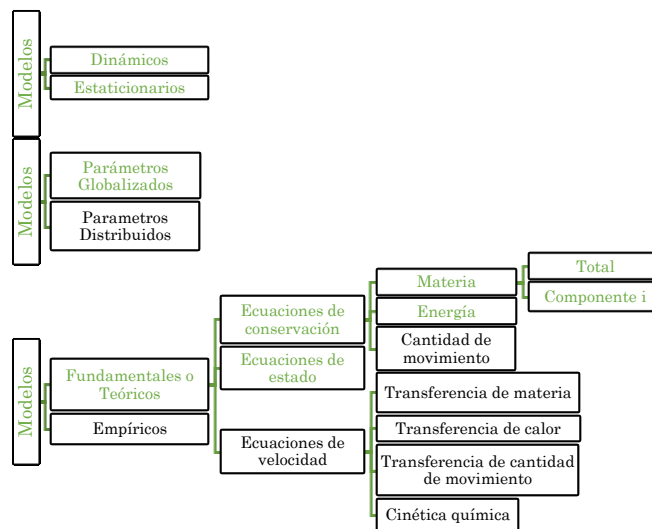 Modelos
Dinámicos
Estaticionarios
Modelos
Parámetros
Globalizados
Parametros
Distribuidos
Modelos
Fundamentales o
Teóricos
Empíricos
Ecuaciones de
conservación
Ecuaciones de
estado
Ecuaciones de
velocidad
Materia
Energía
Cantidad de
movimiento
Total
Componente i
Transferencia de materia
Transferencia de calor
Transferencia de cantidad
de movimiento
Cinética química